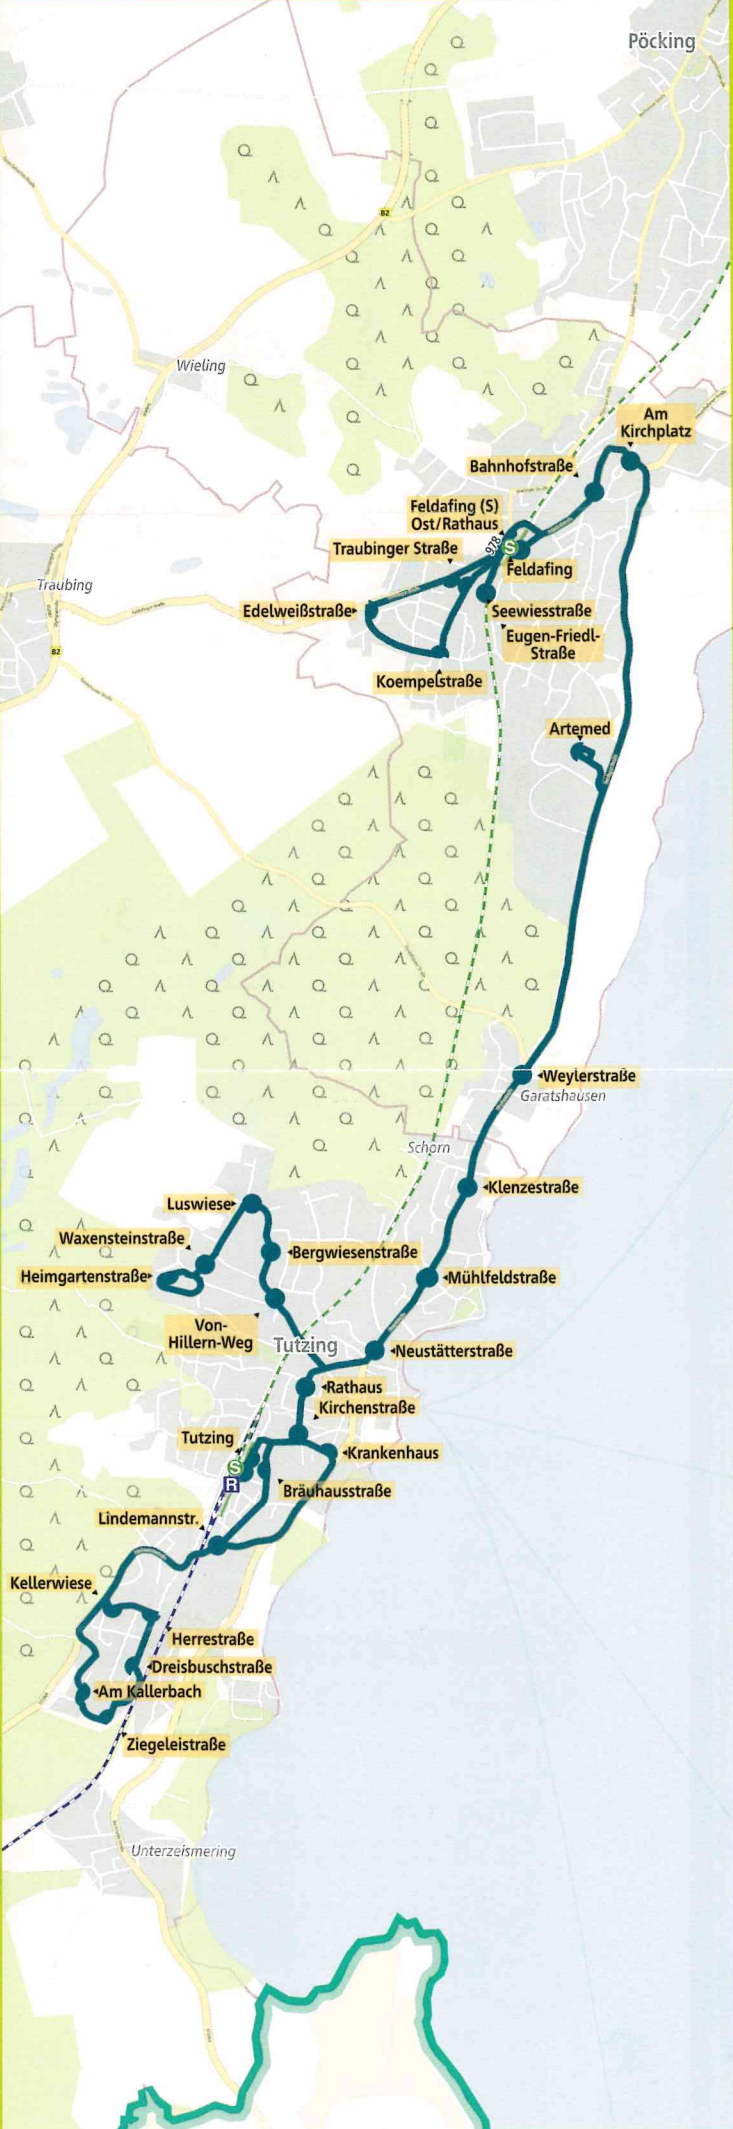 Pöcking
B2
Wieling
Am
Kirchplatz
Bahnhofstraße
Feldafing (S)
Ost/Rathaus
978
S
Traubinger Straße
Feldafing
Traubing
Edelweißstraße
Seewiesstraße
Eugen-Friedl-
Straße
B2
Koempelstraße
Artemed
Weylerstraße
Garatshausen
Schorn
Klenzestraße
Luswiese
Waxensteinstraße
Bergwiesenstraße
Heimgartenstraße
Mühlfeldstraße
Von-
Hillern-Weg
Tutzing
Neustätterstraße
Rathaus
Kirchenstraße
Tutzing
Krankenhaus
S
R
Bräuhausstraße
Lindemannstr.
Kellerwiese
Herrestraße
Dreisbuschstraße
Am Kallerbach
Ziegeleistraße
Unterzeismering